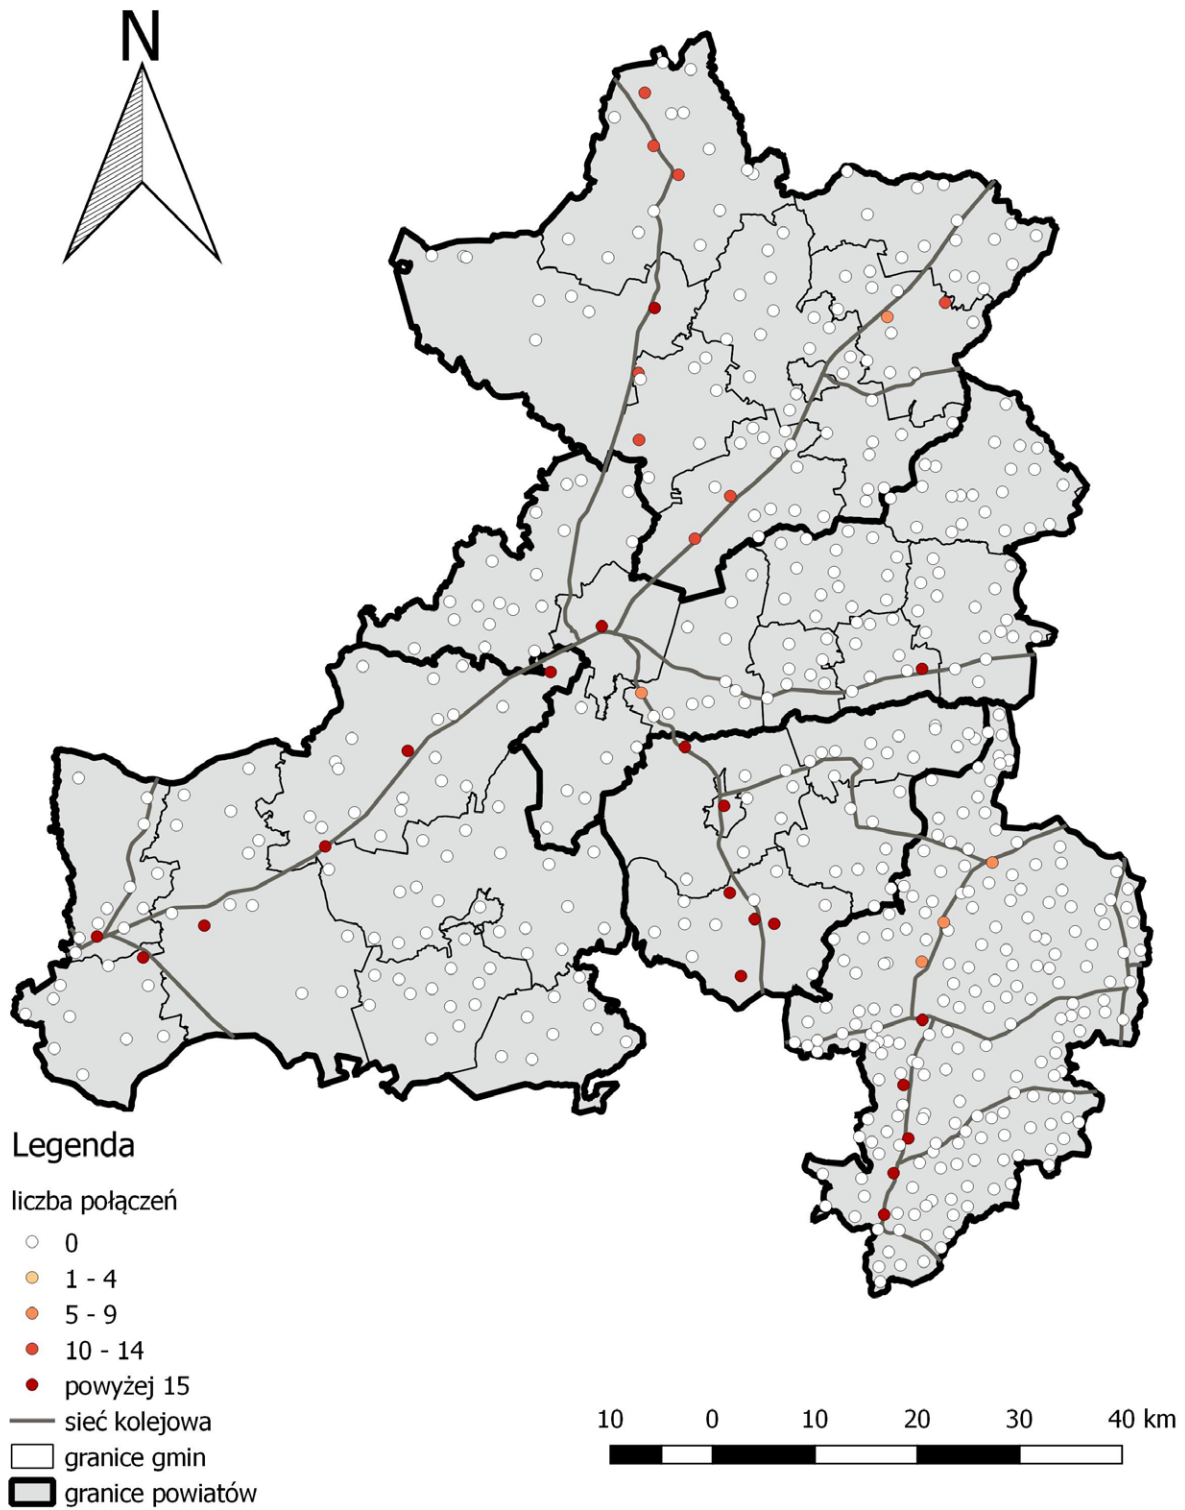 N
Legenda
liczba połączeń
0
1 - 4
5 - 9
10 - 14
powyżej 15
sieć kolejowa
granice gmin
granice powiatów
10 0 10 20 30 40 km